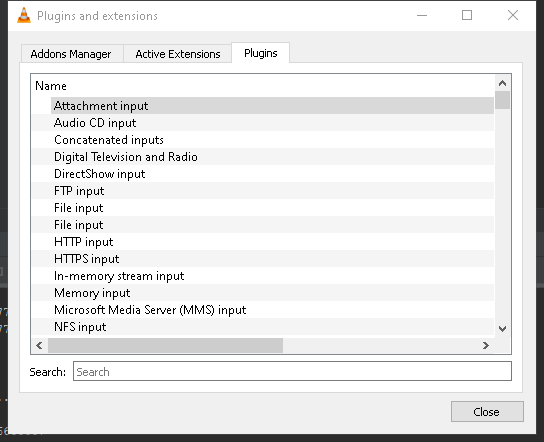 Plugins and extensions
Addons Manager
Active Extensions
Plugins
Name
Attachment input
Audio CD input
Concatenated inputs
Digital Television and Radio
DirectShow input
FTP input
File input
File input
HTTP input
HTTPS input
In-memory stream input
Memory input
Microsoft Media Server (MMS) input
NFS input
Search: Search
Close